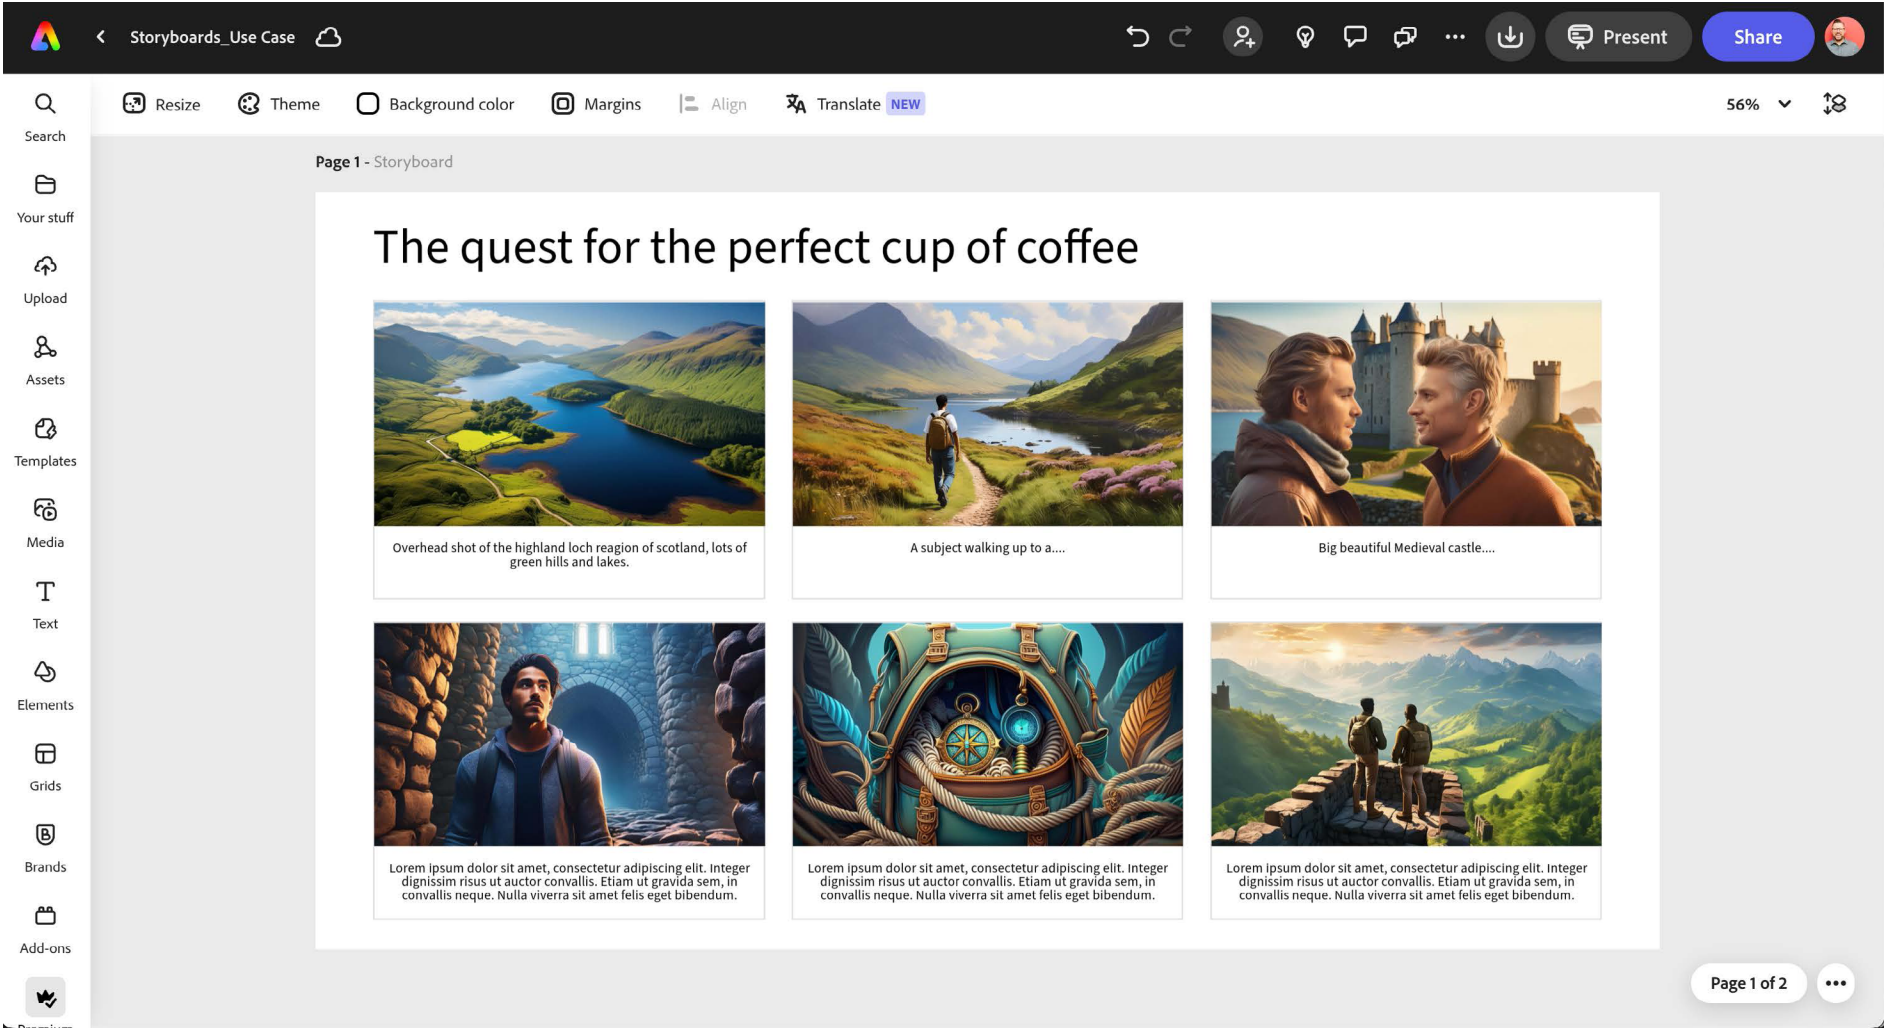 Storyboards_Use Case
Present
Share
Resize
Theme
Background color
Margins
Align
Translate NEW
56%
Search
Your stuff
Upload
Assets
Templates
Media
Text
Elements
Grids
Brands
Add-ons
Premium
Page 1 - Storyboard
The quest for the perfect cup of coffee
Overhead shot of the highland loch reagion of scotland, lots of
green hills and lakes.
A subject walking up to a....
Big beautiful Medieval castle....
Lorem ipsum dolor sit amet, consectetur adipiscing elit. Integer
dignissim risus ut auctor convallis. Etiam ut gravida sem, in
convallis neque. Nulla viverra sit amet felis eget bibendum.
Lorem ipsum dolor sit amet, consectetur adipiscing elit. Integer
dignissim risus ut auctor convallis. Etiam ut gravida sem, in
convallis neque. Nulla viverra sit amet felis eget bibendum.
Lorem ipsum dolor sit amet, consectetur adipiscing elit. Integer
dignissim risus ut auctor convallis. Etiam ut gravida sem, in
convallis neque. Nulla viverra sit amet felis eget bibendum.
Page 1 of 2